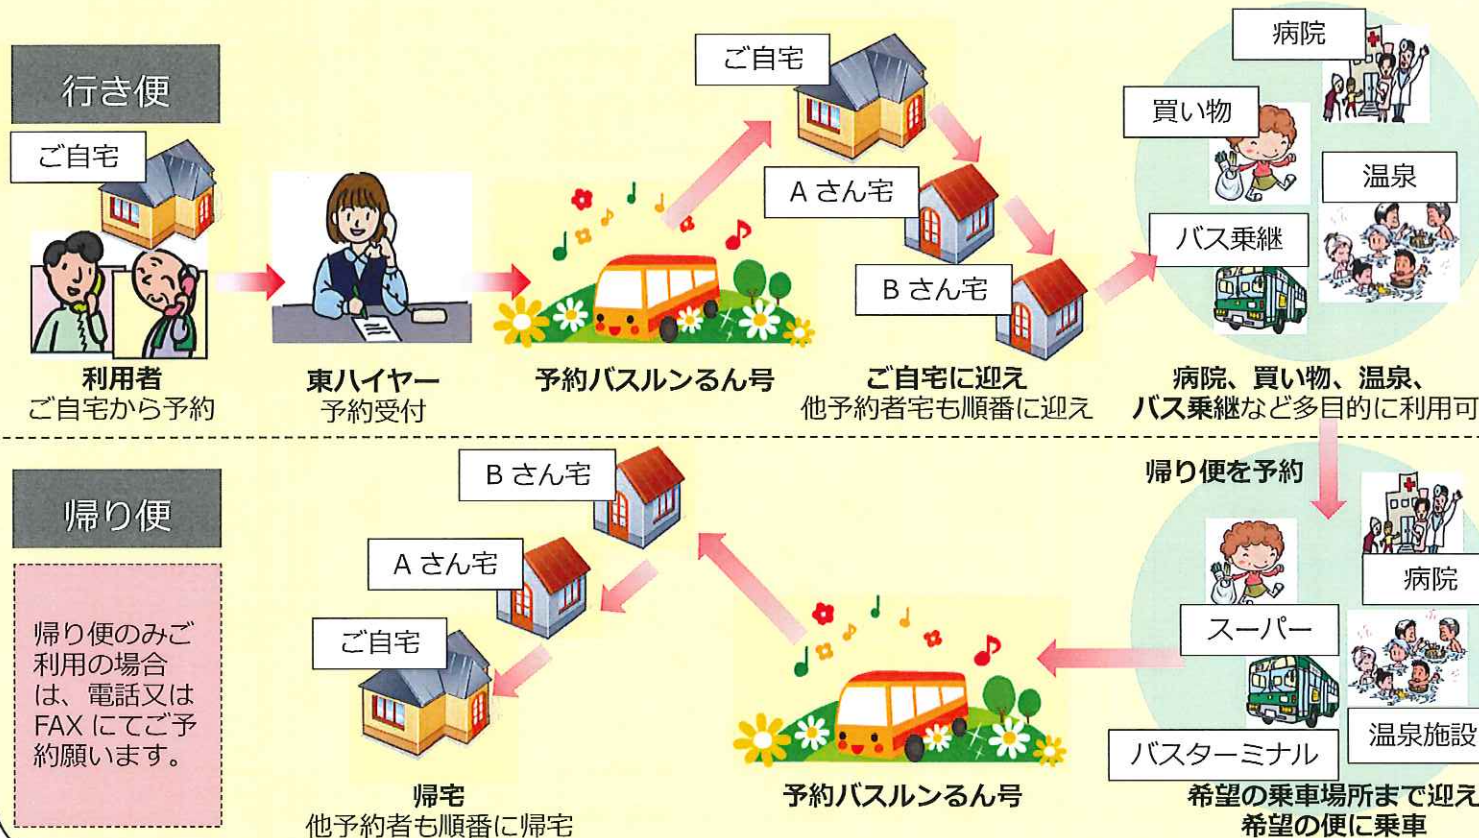 行き便
ご自宅
利用者
ご自宅から予約
東ハイヤー
予約受付
予約バスルンるん号
ご自宅
A さん宅
B さん宅
ご自宅に迎え
他予約者宅も順番に迎え
病院
買い物
温泉
バス乗継
病院、買い物、温泉、
バス乗継など多目的に利用可
帰り便
帰り便のみご
利用の場合
は、電話又は
FAX にてご予
約願います。
帰り便を予約
病院
スーパー
バスターミナル
温泉施設
希望の乗車場所まで迎え
希望の便に乗車
予約バスルンるん号
B さん宅
A さん宅
ご自宅
帰宅
他予約者も順番に帰宅